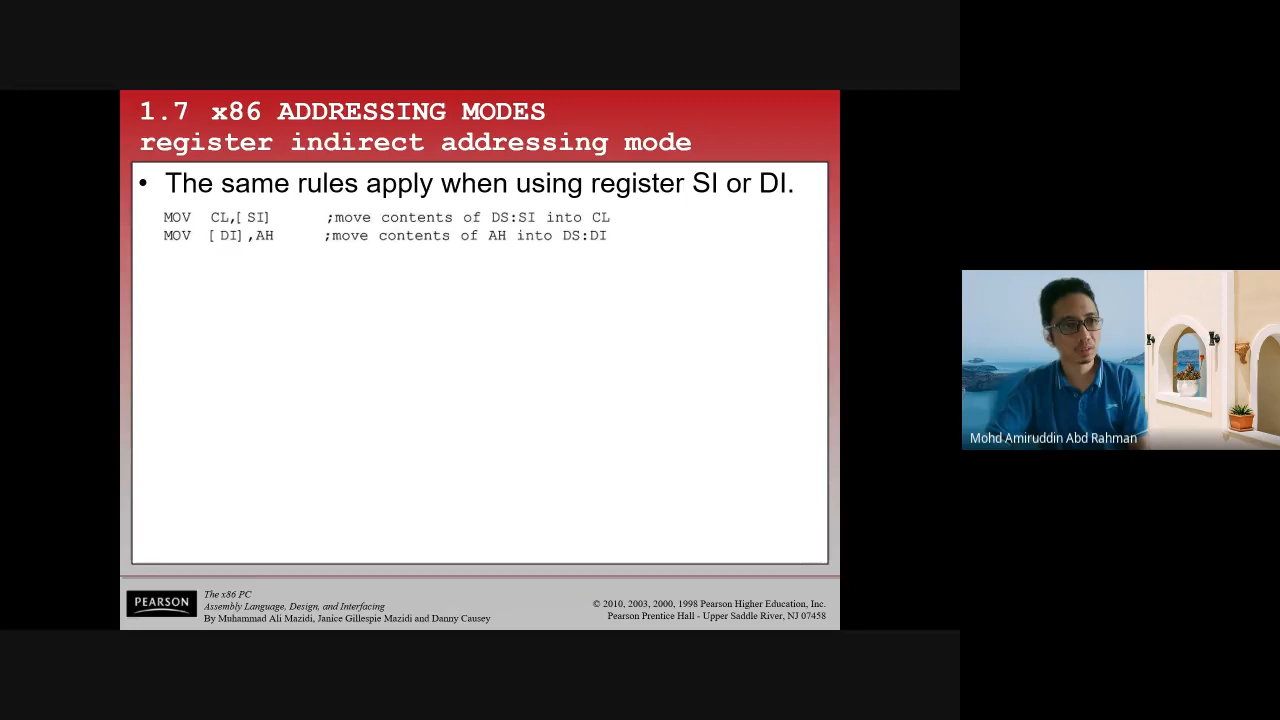 1.7 x86 ADDRESSING MODES
register indirect addressing mode
• The same rules apply when using register SI or DI.
MOV CL,[ SI] ;move contents of DS:SI into CL
MOV [ DI] ,AH ;move contents of AH into DS:DI
Mohd Amiruddin Abd Rahman
PEARSON
The x86 PC
Assembly Language, Design, and Interfacing
By Muhammad Ali Mazidi, Janice Gillespie Mazidi and Danny Causey
© 2010, 2003, 2000, 1998 Pearson Higher Education, Inc.
Pearson Prentice Hall - Upper Saddle River, NJ 07458